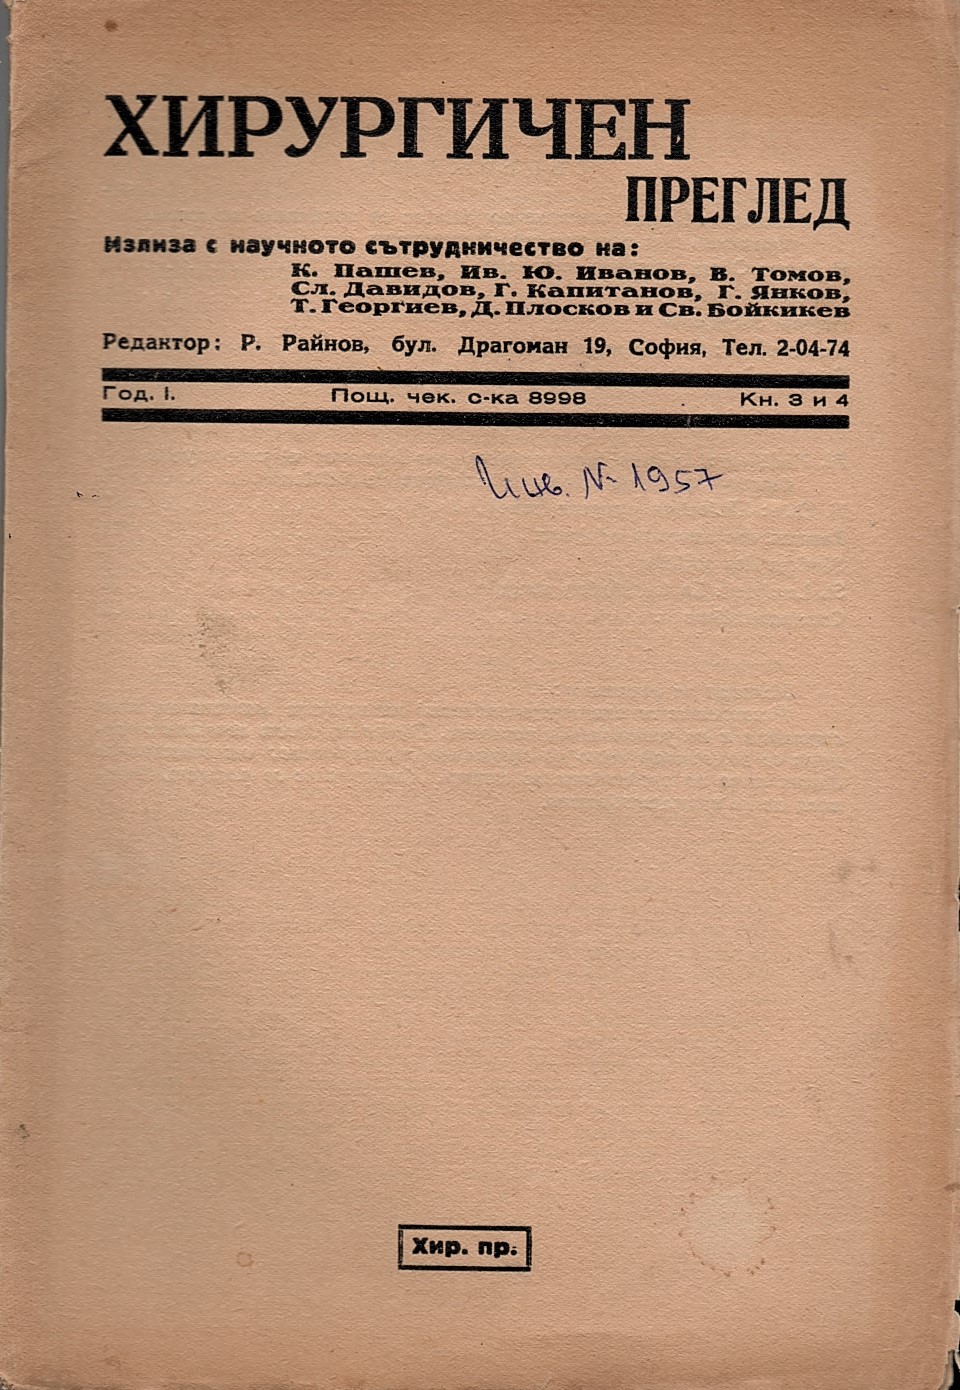 ХИРУРГИЧЕН
ПРЕГЛЕД
Излиза с научното сътрудничество на:
К. Пашев, Ив. Ю. Иванов, В. Томов,
Сл. Давидов, Г. Капитанов, Г. Янков,
Т. Георгиев, Д. Плосков и Св. Бойкикев
Редактор: Р. Райнов, бул. Драгоман 19, София, Тел. 2-04-74
Год. I. Пощ. чек. с-ка 8998 Кн. 3 и 4
Инв. № 1957
Хир. пр.